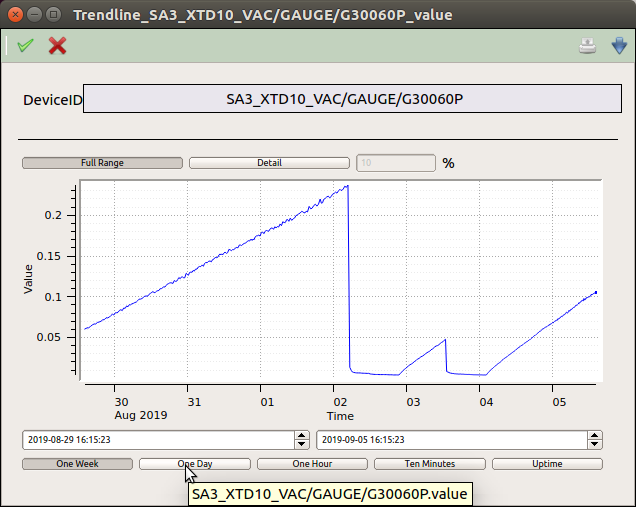 Trendline_SA3_XTD10_VAC/GAUGE/G30060P_value
DeviceID
SA3_XTD10_VAC/GAUGE/G30060P
Full Range
Detail
10
%
0.2
0.15
0.1
0.05
Value
30
31
01
02
03
04
05
Aug 2019
Time
2019-08-29 16:15:23
2019-09-05 16:15:23
One Week
One Day
One Hour
Ten Minutes
Uptime
SA3_XTD10_VAC/GAUGE/G30060P.value